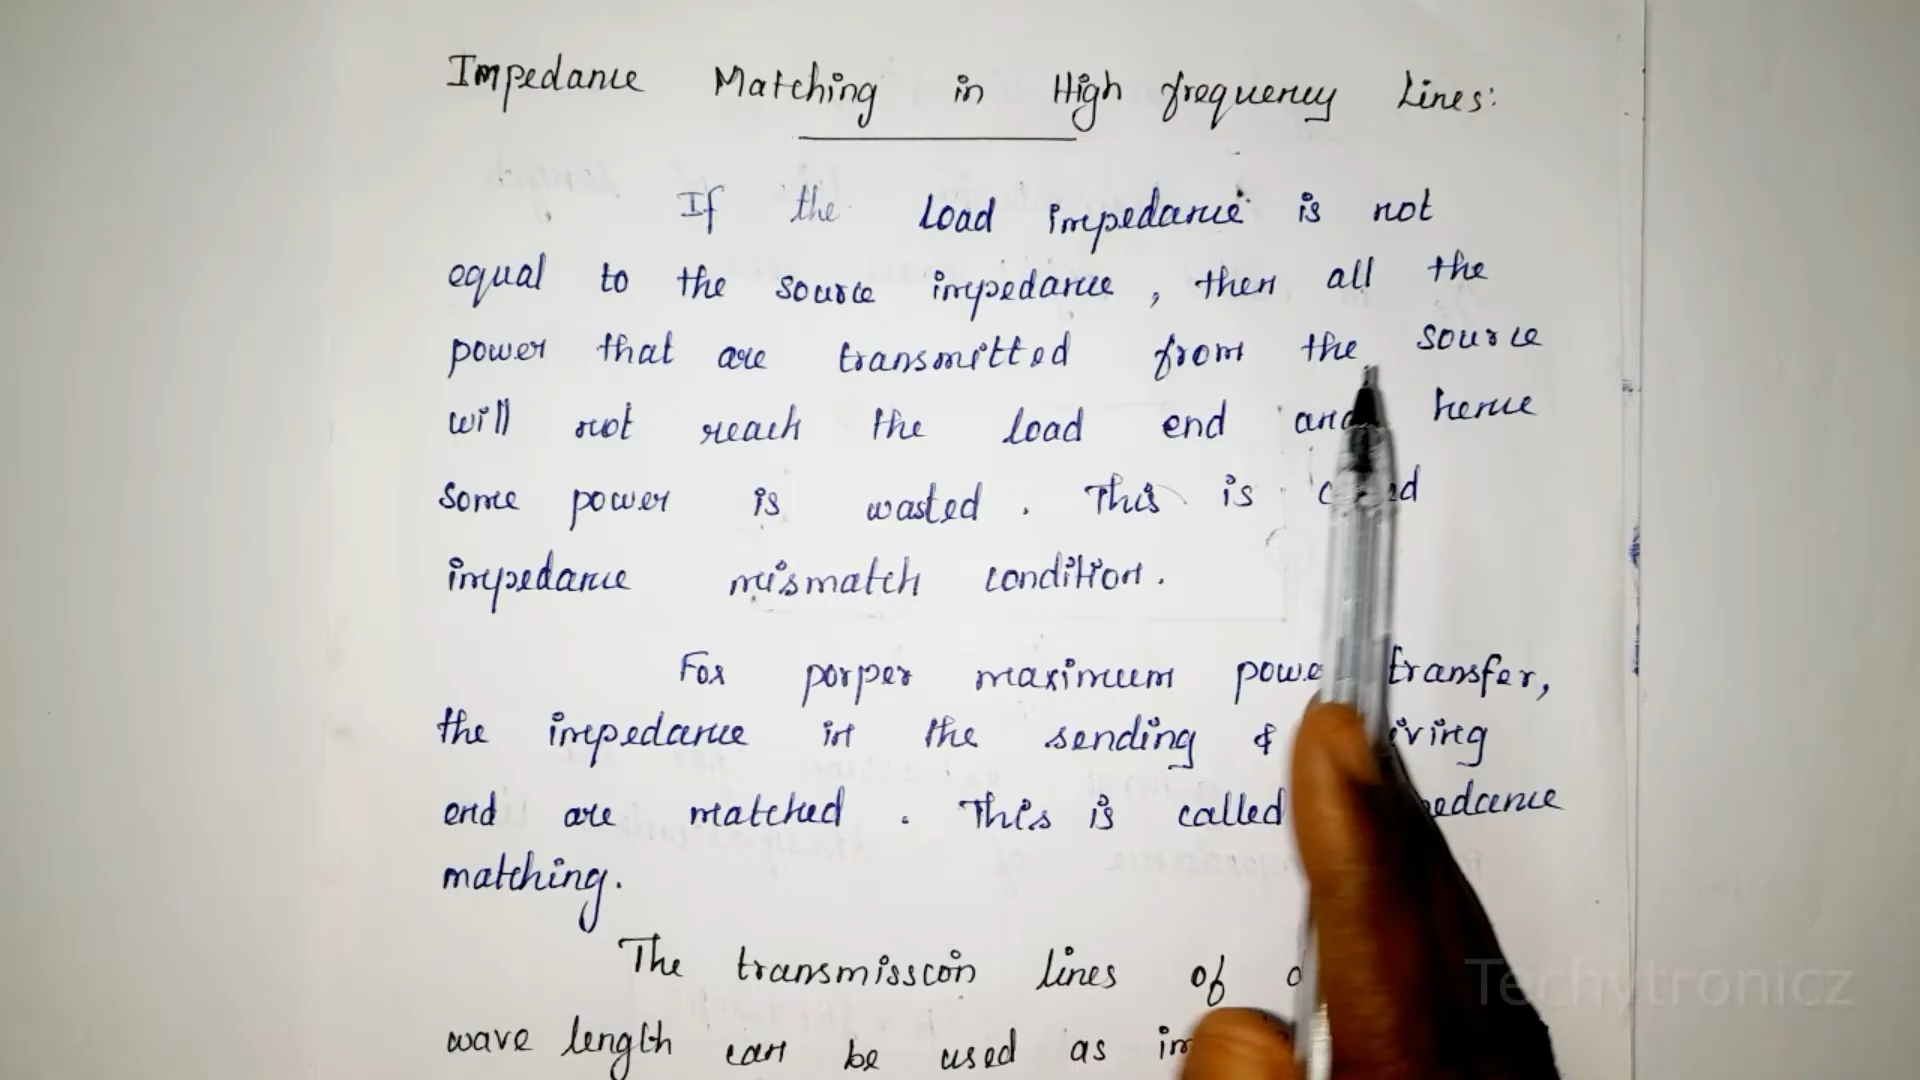 Impedance Matching in High frequency Lines:
If the Load impedance is not
equal to the source impedance, then all the
power that are transmitted from the source
will not reach the load end and hence
some power is wasted. This is
impedance mismatch condition.
For porper maximum power transfer,
the impedance in the sending &
end are matched. This is called
matching.
The transmisscon lines of
wave length can be used as
Techytronicz